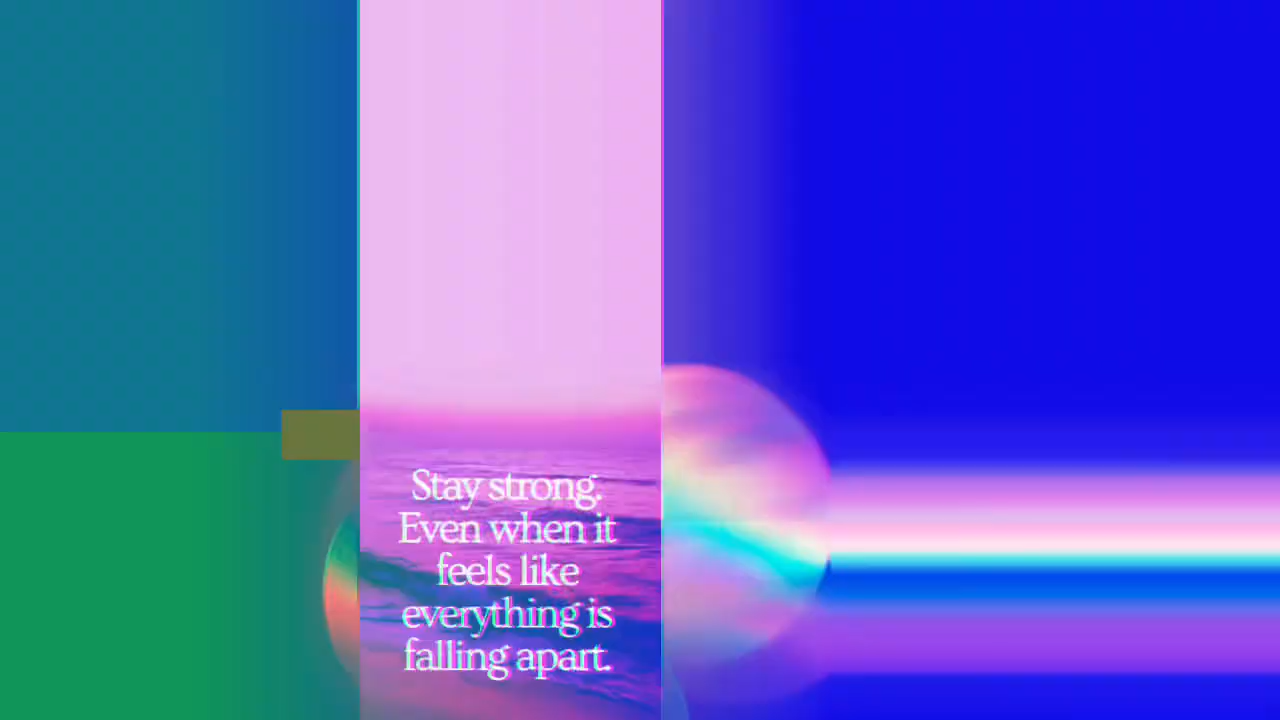 Stay strong.
Even when it
feels like
everything is
falling apart.